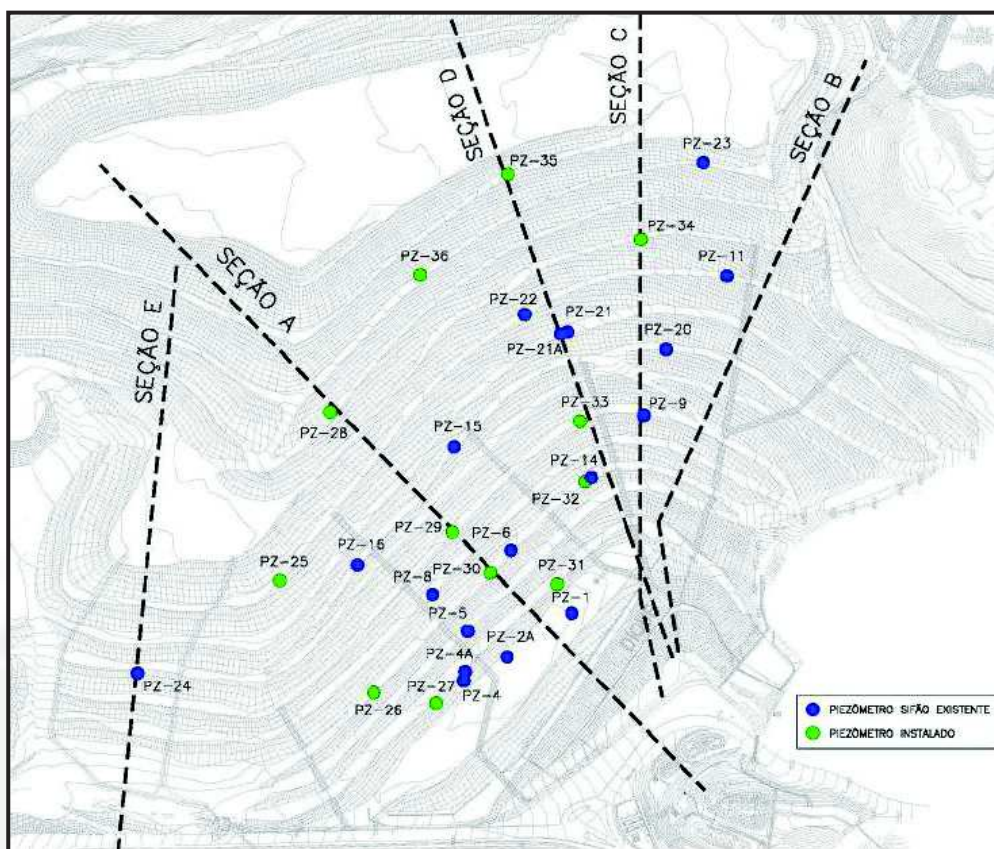 SEÇÃO D
SEÇÃO C
SEÇÃO B
PZ-23
PZ-35
PZ-34
PZ-36
PZ-11
SEÇÃO A
SEÇÃO E
PZ-22
PZ-21
PZ-21A
PZ-20
PZ-33
PZ-9
PZ-28
PZ-15
PZ-14
PZ-32
PZ-29
PZ-6
PZ-16
PZ-25
PZ-30
PZ-31
PZ-8
PZ-1
PZ-5
PZ-2A
PZ-4A
PZ-24
PZ-27
PZ-4
PZ-26
PIEZÔMETRO SIFÃO EXISTENTE
PIEZÔMETRO INSTALADO